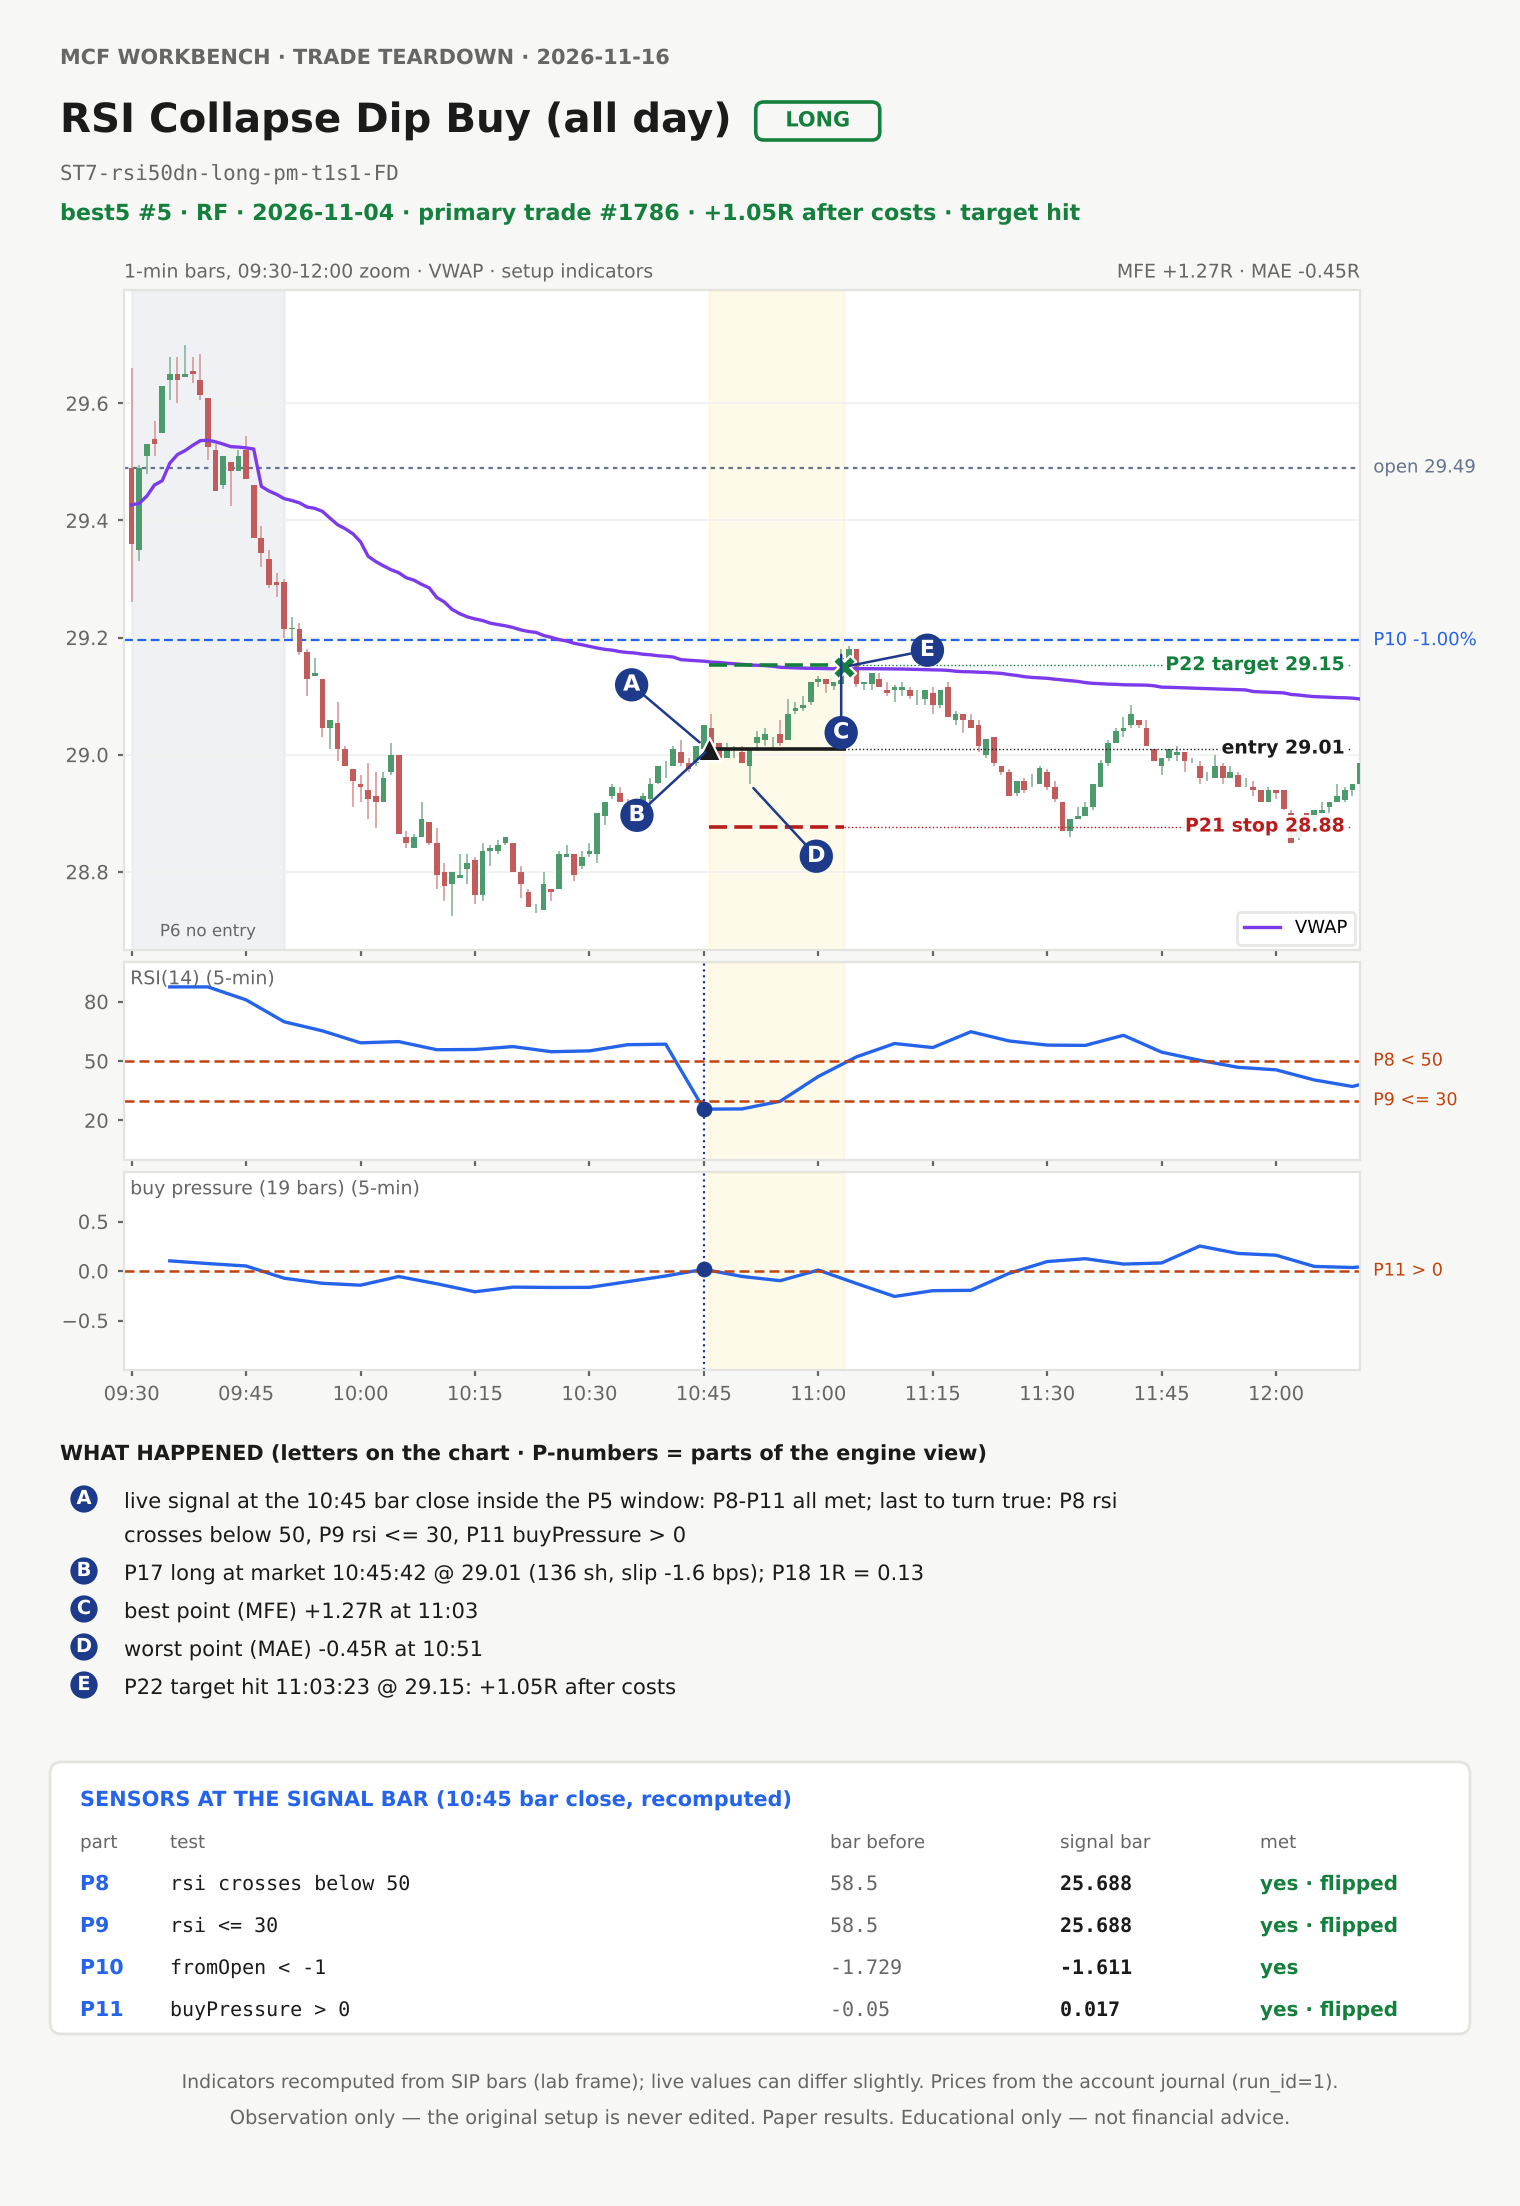 MCF WORKBENCH · TRADE TEARDOWN · 2026-11-16
RSI Collapse Dip Buy (all day)
LONG
ST7-rsi50dn-long-pm-t1s1-FD
best5 #5 · RF · 2026-11-04 · primary trade #1786 · +1.05R after costs · target hit
1-min bars, 09:30-12:00 zoom · VWAP · setup indicators
MFE +1.27R · MAE -0.45R
29.6
open 29.49
29.4
29.2
P10 -1.00%
E
P22 target 29.15
A
C
entry 29.01
29.0
B
P21 stop 28.88
D
28.8
P6 no entry
VWAP
RSI(14) (5-min)
80
50
P8 < 50
P9 <= 30
20
buy pressure (19 bars) (5-min)
0.5
0.0
P11 > 0
−0.5
09:30 09:45 10:00 10:15 10:30 10:45 11:00 11:15 11:30 11:45 12:00
WHAT HAPPENED (letters on the chart · P-numbers = parts of the engine view)
A live signal at the 10:45 bar close inside the P5 window: P8-P11 all met; last to turn true: P8 rsi
crosses below 50, P9 rsi <= 30, P11 buyPressure > 0
B P17 long at market 10:45:42 @ 29.01 (136 sh, slip -1.6 bps); P18 1R = 0.13
C best point (MFE) +1.27R at 11:03
D worst point (MAE) -0.45R at 10:51
E P22 target hit 11:03:23 @ 29.15: +1.05R after costs
SENSORS AT THE SIGNAL BAR (10:45 bar close, recomputed)
part test bar before signal bar met
P8 rsi crosses below 50 58.5 25.688 yes · flipped
P9 rsi <= 30 58.5 25.688 yes · flipped
P10 fromOpen < -1 -1.729 -1.611 yes
P11 buyPressure > 0 -0.05 0.017 yes · flipped
Indicators recomputed from SIP bars (lab frame); live values can differ slightly. Prices from the account journal (run_id=1).
Observation only — the original setup is never edited. Paper results. Educational only — not financial advice.